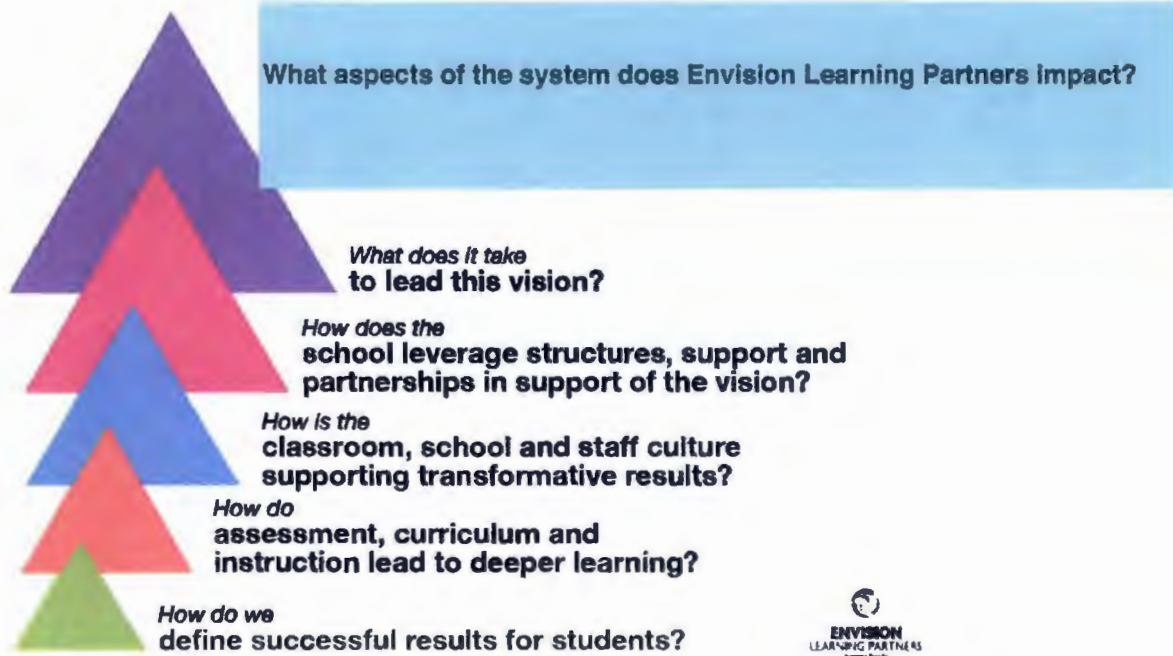 What aspects of the system does Envision Learning Partners impact?
What does it take
to lead this vision?
How does the
school leverage structures, support and
partnerships in support of the vision?
How is the
classroom, school and staff culture
supporting transformative results?
How do
assessment, curriculum and
instruction lead to deeper learning?
How do we
define successful results for students?
ENVISION
LEARNING PARTNERS